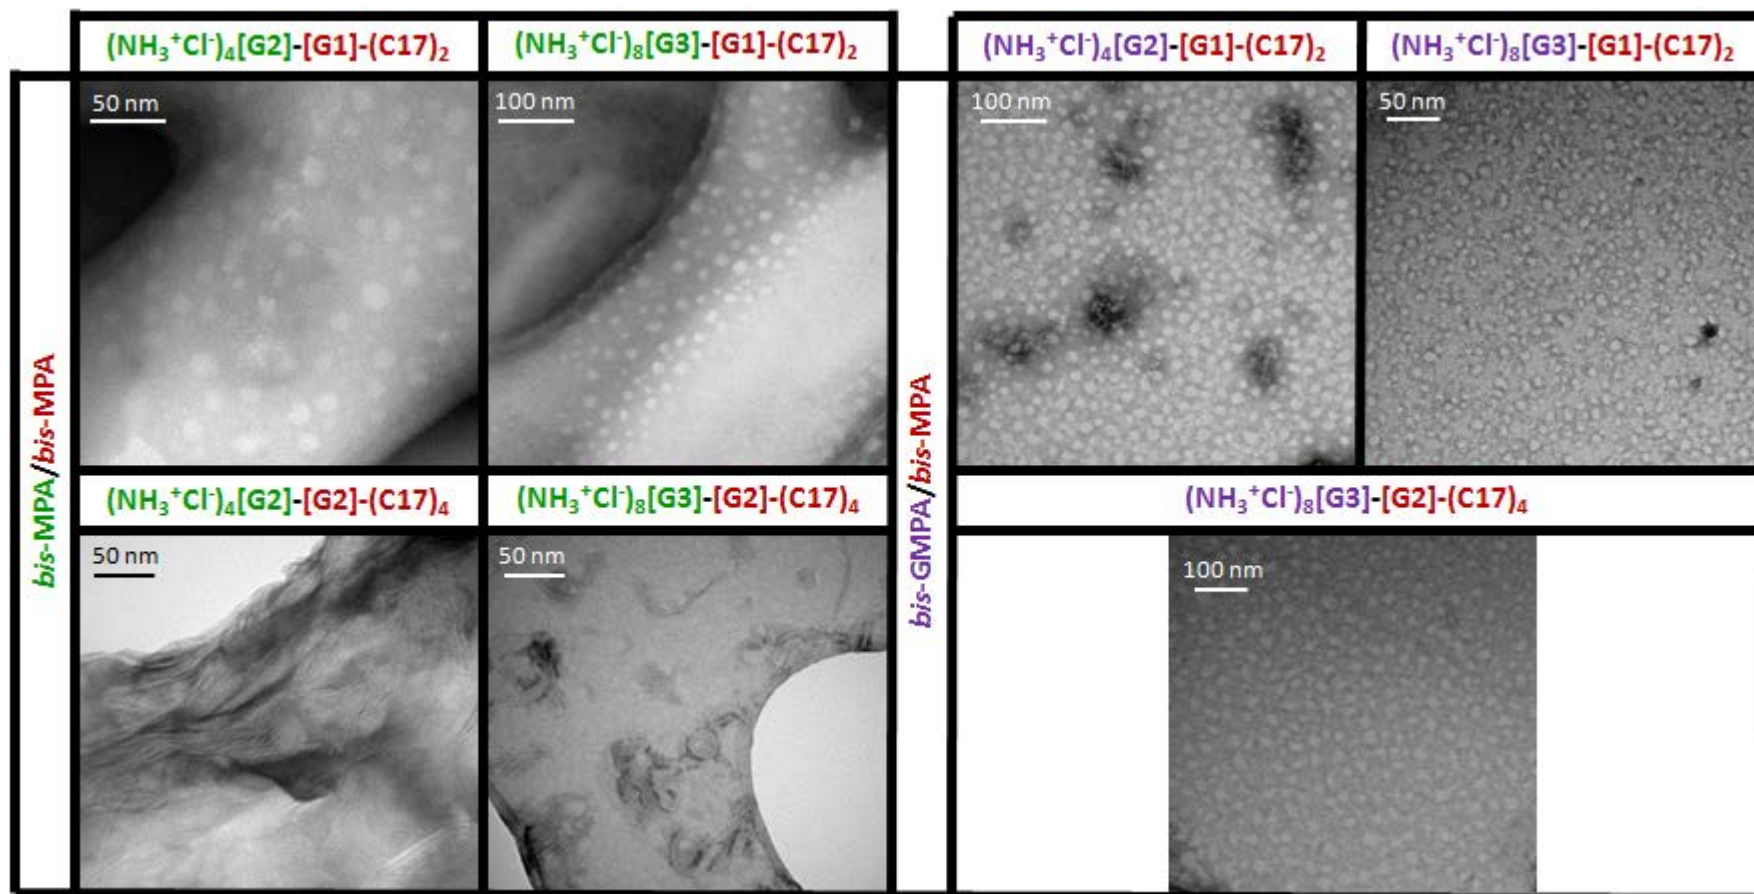 (NH₃⁺Cl⁻)₄[G2]-[G1]-(C17)₂
(NH₃⁺Cl⁻)₈[G3]-[G1]-(C17)₂
(NH₃⁺Cl⁻)₄[G2]-[G1]-(C17)₂
(NH₃⁺Cl⁻)₈[G3]-[G1]-(C17)₂
50 nm
100 nm
100 nm
50 nm
bis-MPA/bis-MPA
bis-GMPA/bis-MPA
(NH₃⁺Cl⁻)₄[G2]-[G2]-(C17)₄
(NH₃⁺Cl⁻)₈[G3]-[G2]-(C17)₄
(NH₃⁺Cl⁻)₈[G3]-[G2]-(C17)₄
50 nm
50 nm
100 nm